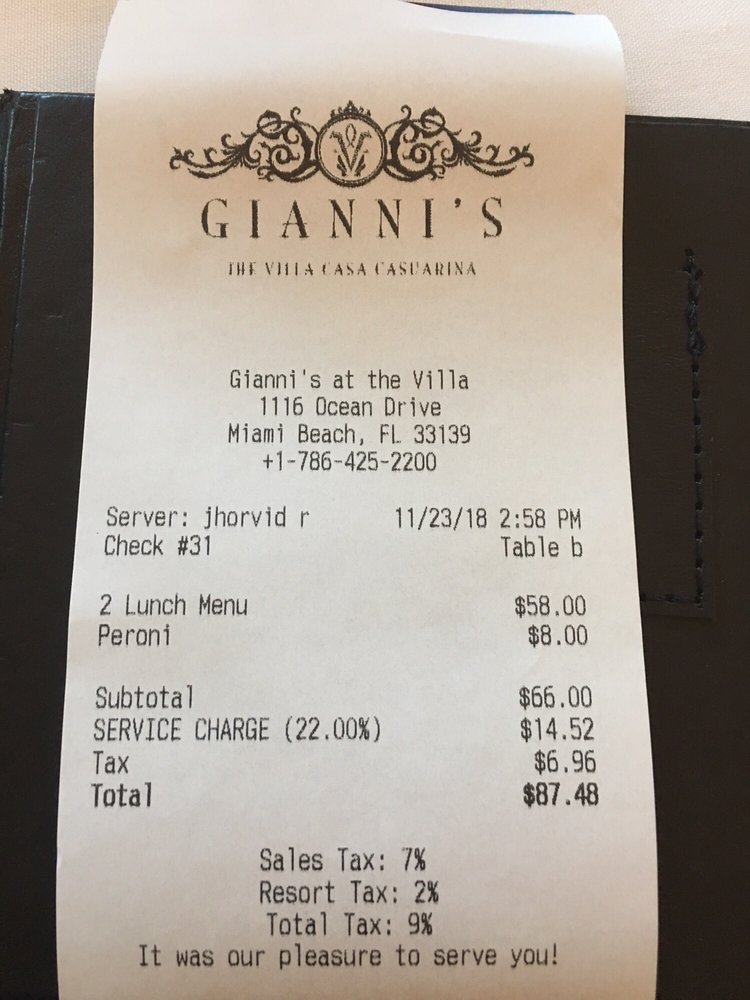 GIANNI'S
THE VILLA CASA CASUARINA
Gianni's at the Villa
1116 Ocean Drive
Miami Beach, FL 33139
+1-786-425-2200
Server: jhorvid r 11/23/18 2:58 PM
Check #31 Table b
2 Lunch Menu $58.00
Peroni $8.00
Subtotal $66.00
SERVICE CHARGE (22.00%) $14.52
Tax $6.96
Total $87.48
Sales Tax: 7%
Resort Tax: 2%
Total Tax: 9%
It was our pleasure to serve you!